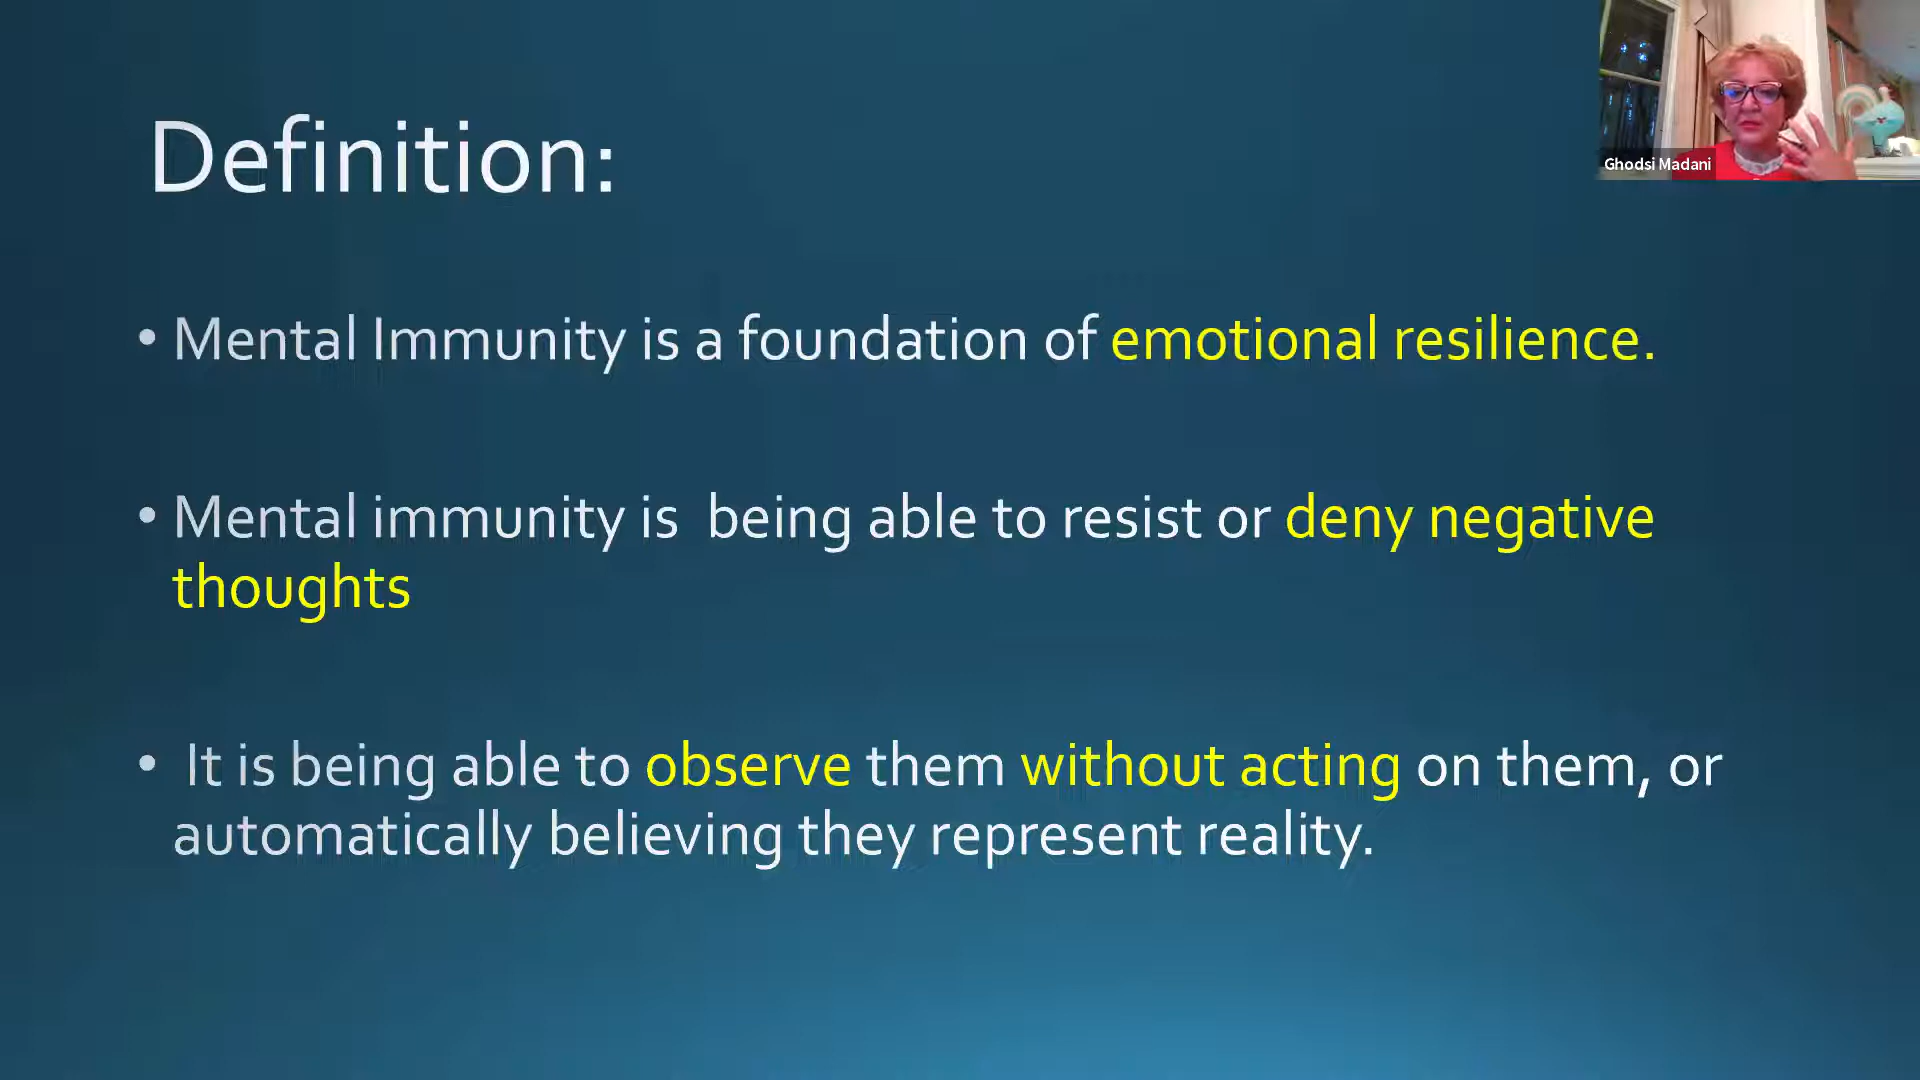 Definition:
Ghodsi Madani
• Mental Immunity is a foundation of emotional resilience.
• Mental immunity is  being able to resist or deny negative
thoughts
• It is being able to observe them without acting on them, or
automatically believing they represent reality.